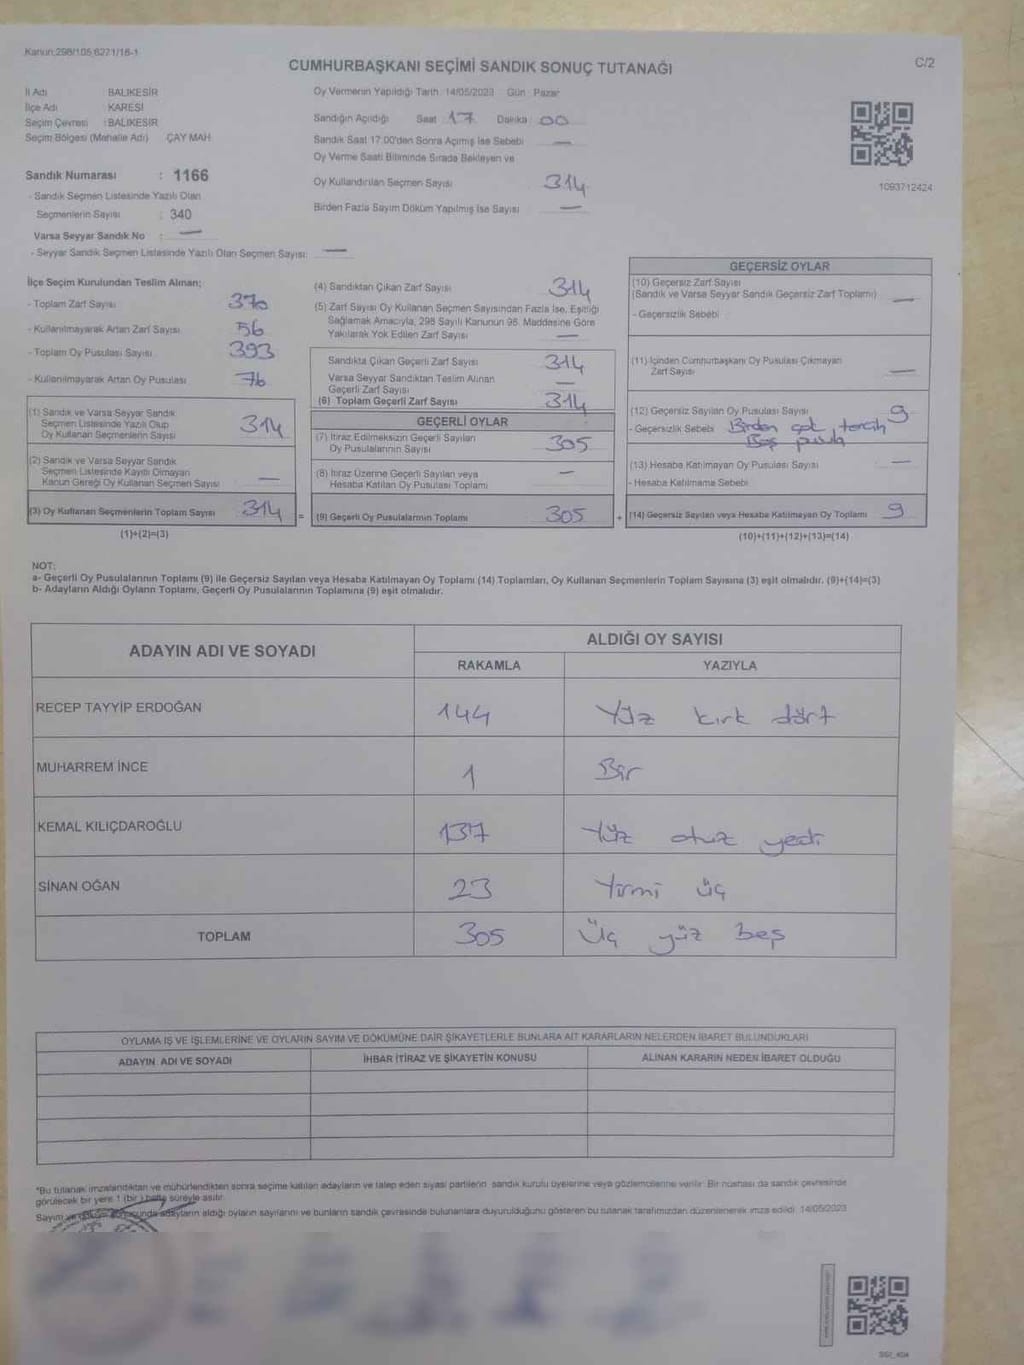 Kanun:298/105,6271/18-1
CUMHURBAŞKANI SEÇİMİ SANDIK SONUÇ TUTANAĞI
C/2
İl Adı : BALIKESİR
İlçe Adı : KARESİ
Seçim Çevresi : BALIKESİR
Seçim Bölgesi (Mahalle Adı) ÇAY MAH.
Sandık Numarası : 1166
- Sandık Seçmen Listesinde Yazılı Olan
Seçmenlerin Sayısı : 340
Varsa Seyyar Sandık No : —
- Seyyar Sandık Seçmen Listesinde Yazılı Olan Seçmen Sayısı: —
Oy Vermenin Yapıldığı Tarih :14/05/2023 Gün : Pazar
Sandığın Açıldığı Saat 17 Dakika 00
Sandık Saat 17:00'den Sonra Açımış İse Sebebi —
Oy Verme Saati Bitiminde Sırada Bekleyen ve
Oy Kullandırılan Seçmen Sayısı 314
Birden Fazla Sayım Döküm Yapılmış İse Sayısı —
1093712424
İlçe Seçim Kurulundan Teslim Alınan;
- Toplam Zarf Sayısı 370
- Kullanılmayarak Artan Zarf Sayısı 56
- Toplam Oy Pusulası Sayısı 393
- Kullanılmayarak Artan Oy Pusulası 76
(1) Sandık ve Varsa Seyyar Sandık
Seçmen Listesinde Yazılı Olup
Oy Kullanan Seçmenlerin Sayısı 314
(2) Sandık ve Varsa Seyyar Sandık
Seçmen Listesinde Kayıtlı Olmayan
Kanun Gereği Oy Kullanan Seçmen Sayısı —
(3) Oy Kullanan Seçmenlerin Toplam Sayısı 314 =
(1)+(2)=(3)
(4) Sandıktan Çıkan Zarf Sayısı 314
(5) Zarf Sayısı Oy Kullanan Seçmen Sayısından Fazla İse, Eşitliği
Sağlamak Amacıyla, 298 Sayılı Kanunun 98. Maddesine Göre
Yakılarak Yok Edilen Zarf Sayısı —
Sandıkta Çıkan Geçerli Zarf Sayısı 314
Varsa Seyyar Sandıktan Teslim Alınan
Geçerli Zarf Sayısı —
(6) Toplam Geçerli Zarf Sayısı 314
GEÇERLİ OYLAR
(7) İtiraz Edilmeksizin Geçerli Sayılan
Oy Pusulalarının Sayısı 305
(8) İtiraz Üzerine Geçerli Sayılan veya
Hesaba Katılan Oy Pusulası Toplamı —
(9) Geçerli Oy Pusulalarının Toplamı 305 +
GEÇERSİZ OYLAR
(10) Geçersiz Zarf Sayısı
(Sandık ve Varsa Seyyar Sandık Geçersiz Zarf Toplamı) —
- Geçersizlik Sebebi
(11) İçinden Cumhurbaşkanı Oy Pusulası Çıkmayan
Zarf Sayısı —
(12) Geçersiz Sayılan Oy Pusulası Sayısı 9
- Geçersizlik Sebebi Birden çok tercih
Boş pusula
(13) Hesaba Katılmayan Oy Pusulası Sayısı —
- Hesaba Katılmama Sebebi
(14) Geçersiz Sayılan veya Hesaba Katılmayan Oy Toplamı 9
(10)+(11)+(12)+(13)=(14)
NOT:
a- Geçerli Oy Pusulalarının Toplamı (9) ile Geçersiz Sayılan veya Hesaba Katılmayan Oy Toplamı (14) Toplamları, Oy Kullanan Seçmenlerin Toplam Sayısına (3) eşit olmalıdır. (9)+(14)=(3)
b- Adayların Aldığı Oyların Toplamı, Geçerli Oy Pusulalarının Toplamına (9) eşit olmalıdır.
ADAYIN ADI VE SOYADI
ALDIĞI OY SAYISI
RAKAMLA YAZIYLA
RECEP TAYYİP ERDOĞAN 144 Yüz kırk dört
MUHARREM İNCE 1 Bir
KEMAL KILIÇDAROĞLU 137 Yüz otuz yedi
SİNAN OĞAN 23 Yirmi üç
TOPLAM 305 Üç yüz beş
OYLAMA İŞ VE İŞLEMLERİNE VE OYLARIN SAYIM VE DÖKÜMÜNE DAİR ŞİKAYETLERLE BUNLARA AİT KARARLARIN NELERDEN İBARET BULUNDUKLARI
ADAYIN ADI VE SOYADI İHBAR İTİRAZ VE ŞİKAYETİN KONUSU ALINAN KARARIN NEDEN İBARET OLDUĞU
*Bu tutanak imzalandıktan ve mühürlendikten sonra seçime katılan adayların ve talep eden siyasi partilerin sandık kurulu üyelerine veya gözlemcilerine verilir. Bir nüshası da sandık çevresinde
görülecek bir yere 1 (bir) hafta süreyle asılır.
Sayım ve döküm sonucunda adayların aldığı oyların sayılarını ve bunların sandık çevresinde bulunanlara duyurulduğunu gösteren bu tutanak tarafımızdan düzenlenerek imza edildi. 14/05/2023